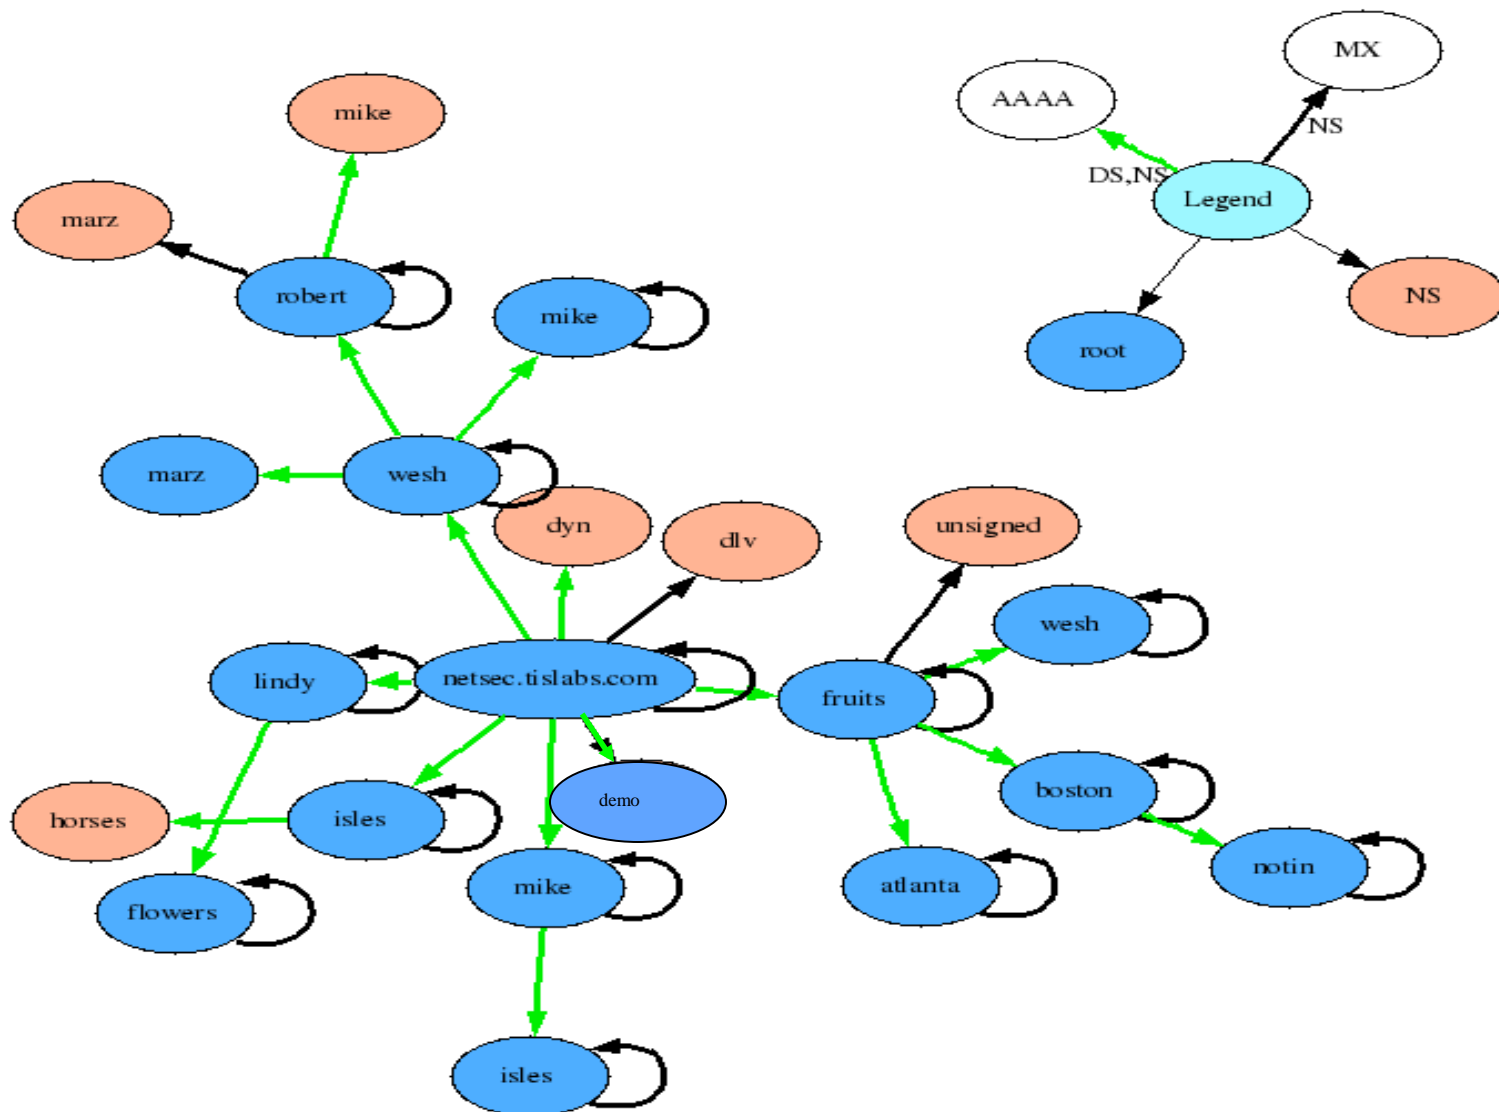 MX
AAAA
mike
NS
DS,NS
Legend
marz
robert
NS
mike
root
marz
wesh
dyn
dlv
unsigned
wesh
lindy
netsec.tislabs.com
fruits
boston
demo
horses
isles
notin
mike
atlanta
flowers
isles